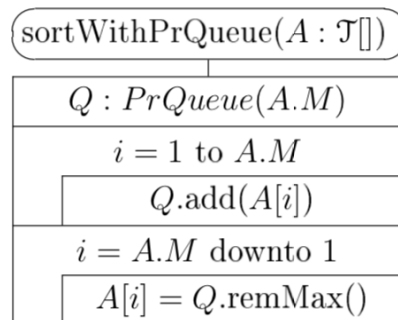 sortWithPrQueue(A : 𝒯[])
Q : PrQueue(A.M)
i = 1 to A.M
Q.add(A[i])
i = A.M downto 1
A[i] = Q.remMax()